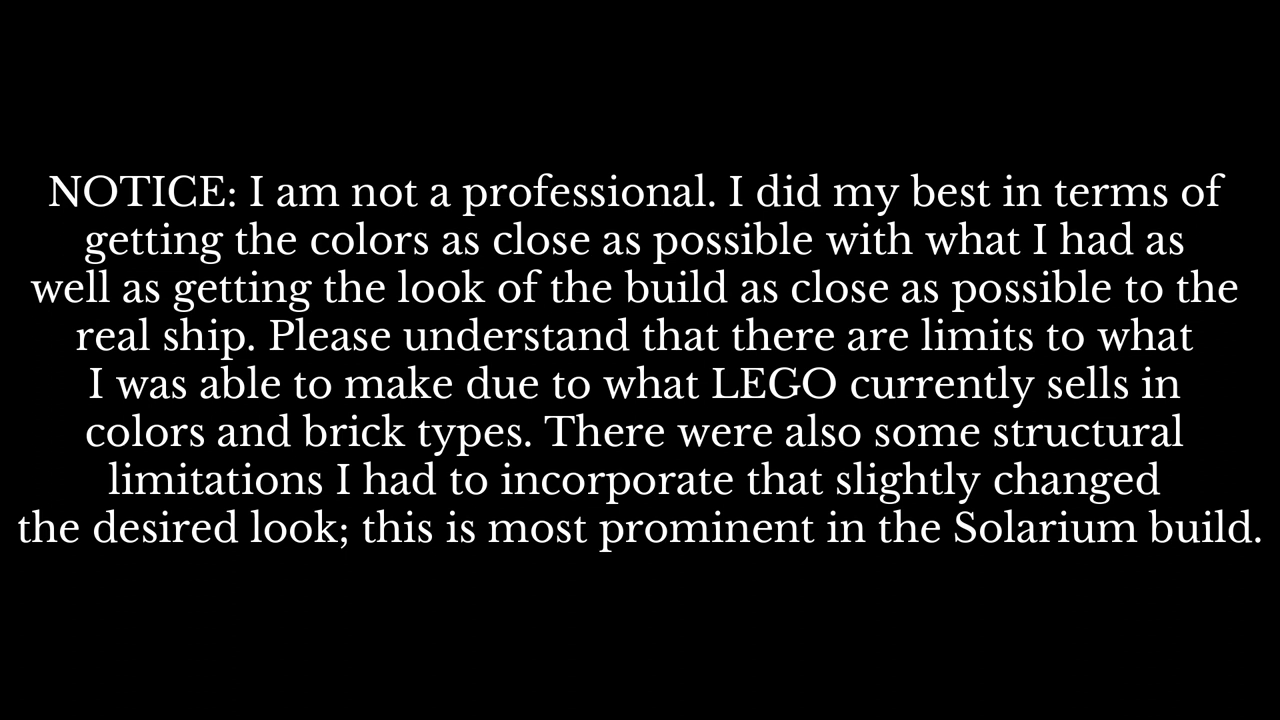 NOTICE: I am not a professional. I did my best in terms of
getting the colors as close as possible with what I had as
well as getting the look of the build as close as possible to the
real ship. Please understand that there are limits to what
I was able to make due to what LEGO currently sells in
colors and brick types. There were also some structural
limitations I had to incorporate that slightly changed
the desired look; this is most prominent in the Solarium build.